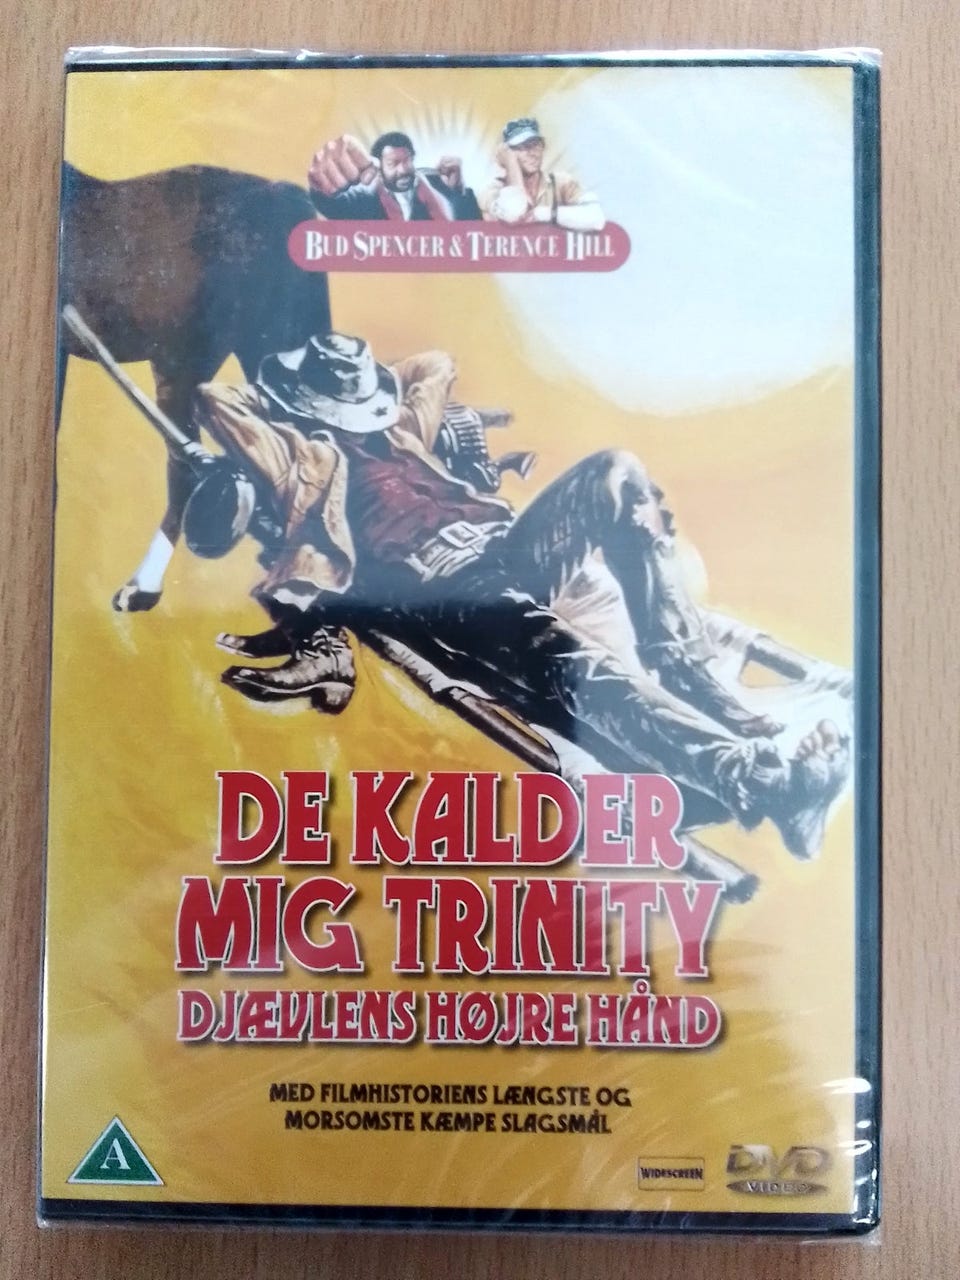 BUD SPENCER & TERENCE HILL
DE KALDER
MIG TRINITY
DJÆVLENS HØJRE HÅND
MED FILMHISTORIENS LÆNGSTE OG
MORSOMSTE KÆMPE SLAGSMÅL
A
WIDESCREEN
DVD
VIDEO